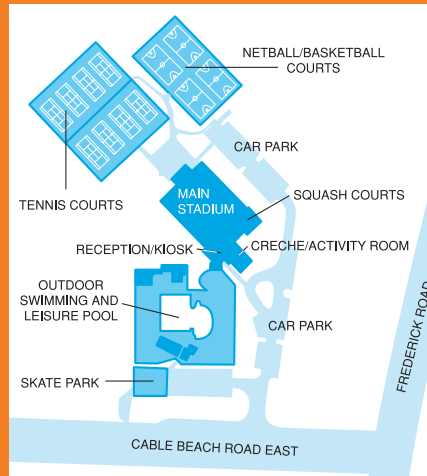 NETBALL/BASKETBALL
COURTS
CAR PARK
MAIN
STADIUM
SQUASH COURTS
TENNIS COURTS
RECEPTION/KIOSK
CRECHE/ACTIVITY ROOM
OUTDOOR
SWIMMING AND
LEISURE POOL
CAR PARK
FREDERICK ROAD
SKATE PARK
CABLE BEACH ROAD EAST